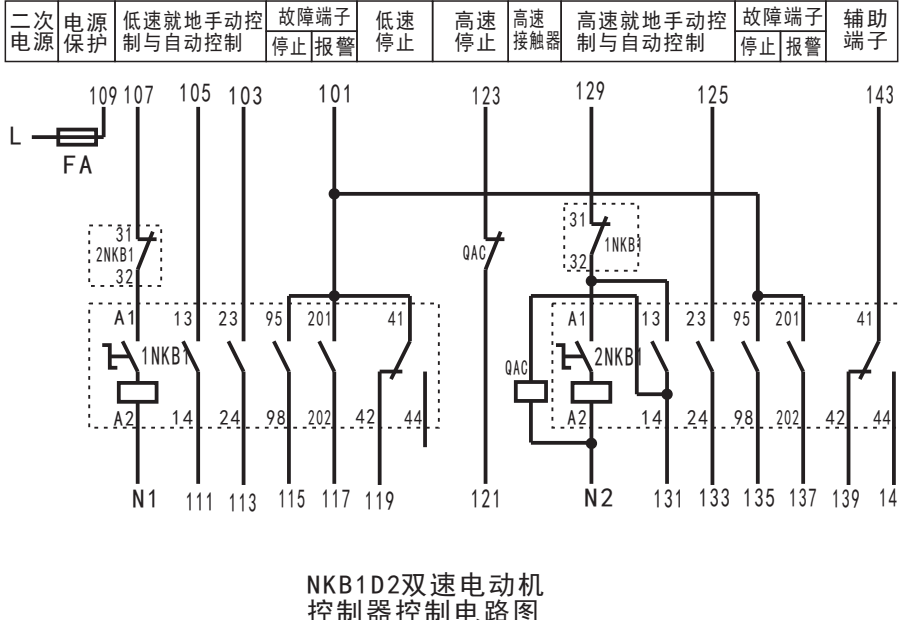 二次 电源 低速就地手动控 故障端子 低速 高速 高速 高速就地手动控 故障端子 辅助
电源 保护 制与自动控制 停止 报警 停止 停止 接触器 制与自动控制 停止 报警 端子
109 107 105 103 101 123 129 125 143
L
FA
31 31
2NKB1 QAC 1NKB1
32 32
A1 13 23 95 201 41 A1 13 23 95 201 41
1NKB1 2NKB1
QAC
A2 14 24 98 202 42 44 A2 14 24 98 202 42 44
N1 111 113 115 117 119 121 N2 131 133 135 137 139 14
NKB1D2双速电动机
控制器控制电路图